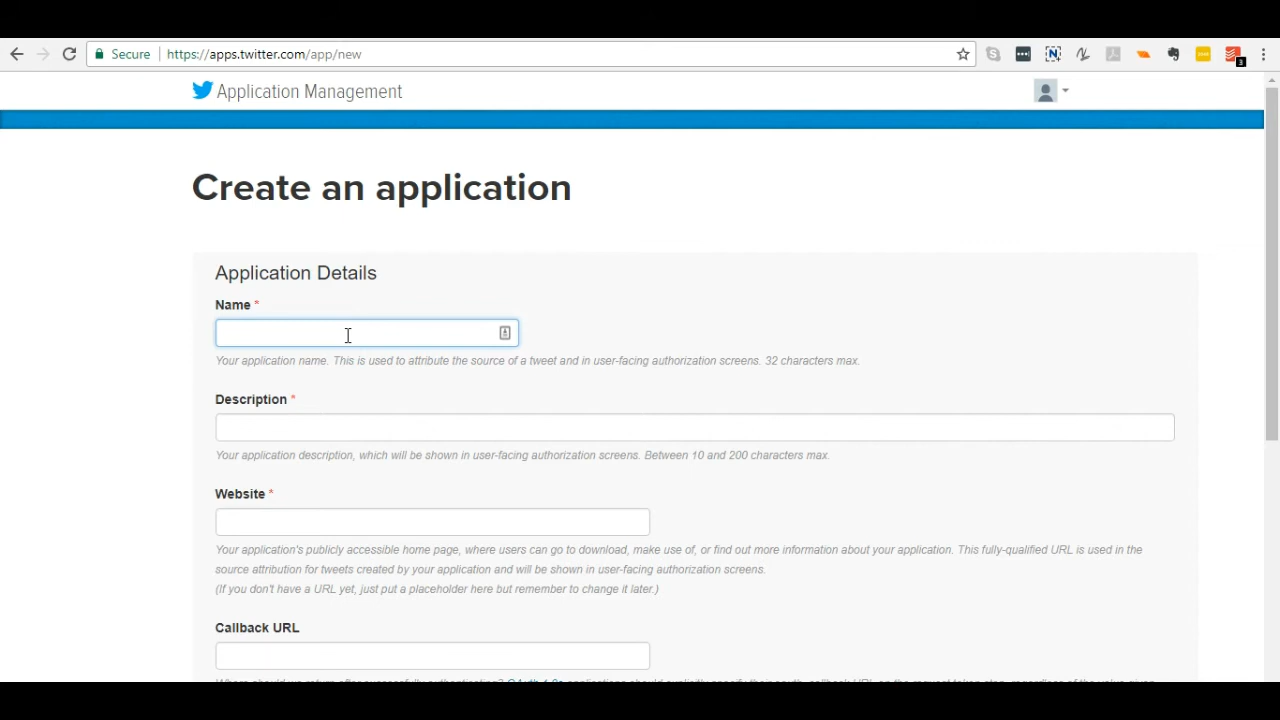 Secure https://apps.twitter.com/app/new
3
Application Management
Create an application
Application Details
Name *
Your application name. This is used to attribute the source of a tweet and in user-facing authorization screens. 32 characters max.
Description *
Your application description, which will be shown in user-facing authorization screens. Between 10 and 200 characters max.
Website *
Your application's publicly accessible home page, where users can go to download, make use of, or find out more information about your application. This fully-qualified URL is used in the
source attribution for tweets created by your application and will be shown in user-facing authorization screens.
(If you don't have a URL yet, just put a placeholder here but remember to change it later.)
Callback URL